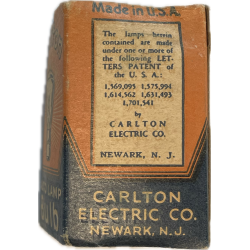 Made in U.S.A.
The lamps herein
contained are made
under one or more of
the following LET-
TERS PATENT of
the U. S. A.:
1,569,095 1,575,994
1,614,562 1,631,493
1,701,541
by
CARLTON
ELECTRIC CO.
NEWARK, N. J.
LAMP
CARLTON
ELECTRIC CO.
NEWARK, N.J.